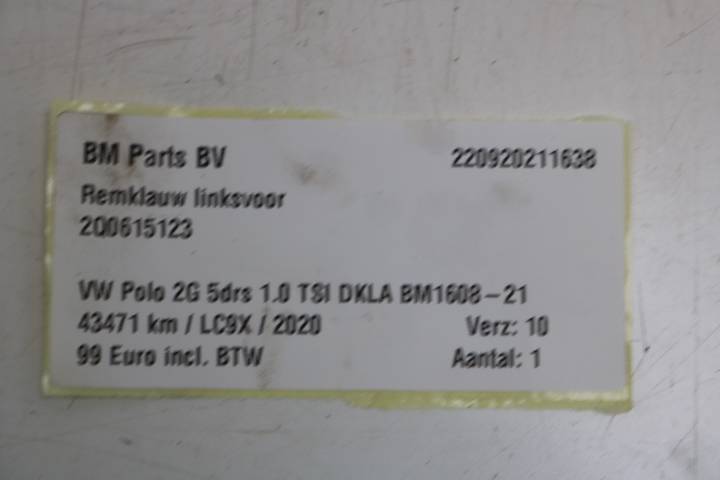 BM Parts BV 220920211638
Remklauw linksvoor
2Q0615123
VW Polo 2G 5drs 1.0 TSI DKLA BM1608-21
43471 km / LC9X / 2020 Verz: 10
99 Euro incl. BTW Aantal: 1